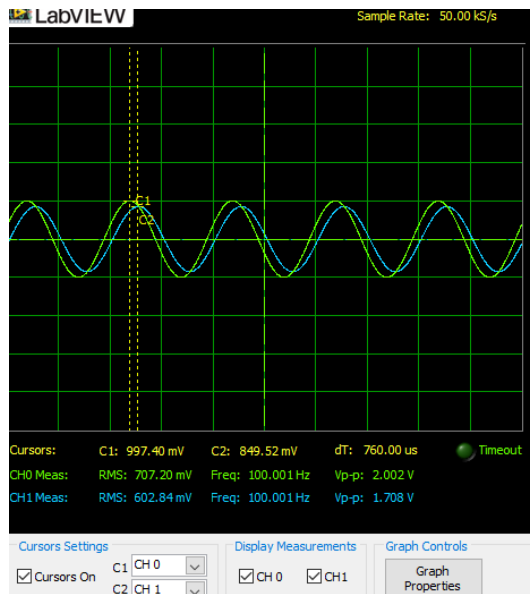 LabVIEW
Sample Rate: 50.00 kS/s
C1
C2
Cursors: C1: 997.40 mV C2: 849.52 mV dT: 760.00 us Timeout
CH0 Meas: RMS: 707.20 mV Freq: 100.001 Hz Vp-p: 2.002 V
CH1 Meas: RMS: 602.84 mV Freq: 100.001 Hz Vp-p: 1.708 V
Cursors Settings
Cursors On
C1 CH 0
C2 CH 1
Display Measurements
CH 0 CH1
Graph Controls
Graph
Properties